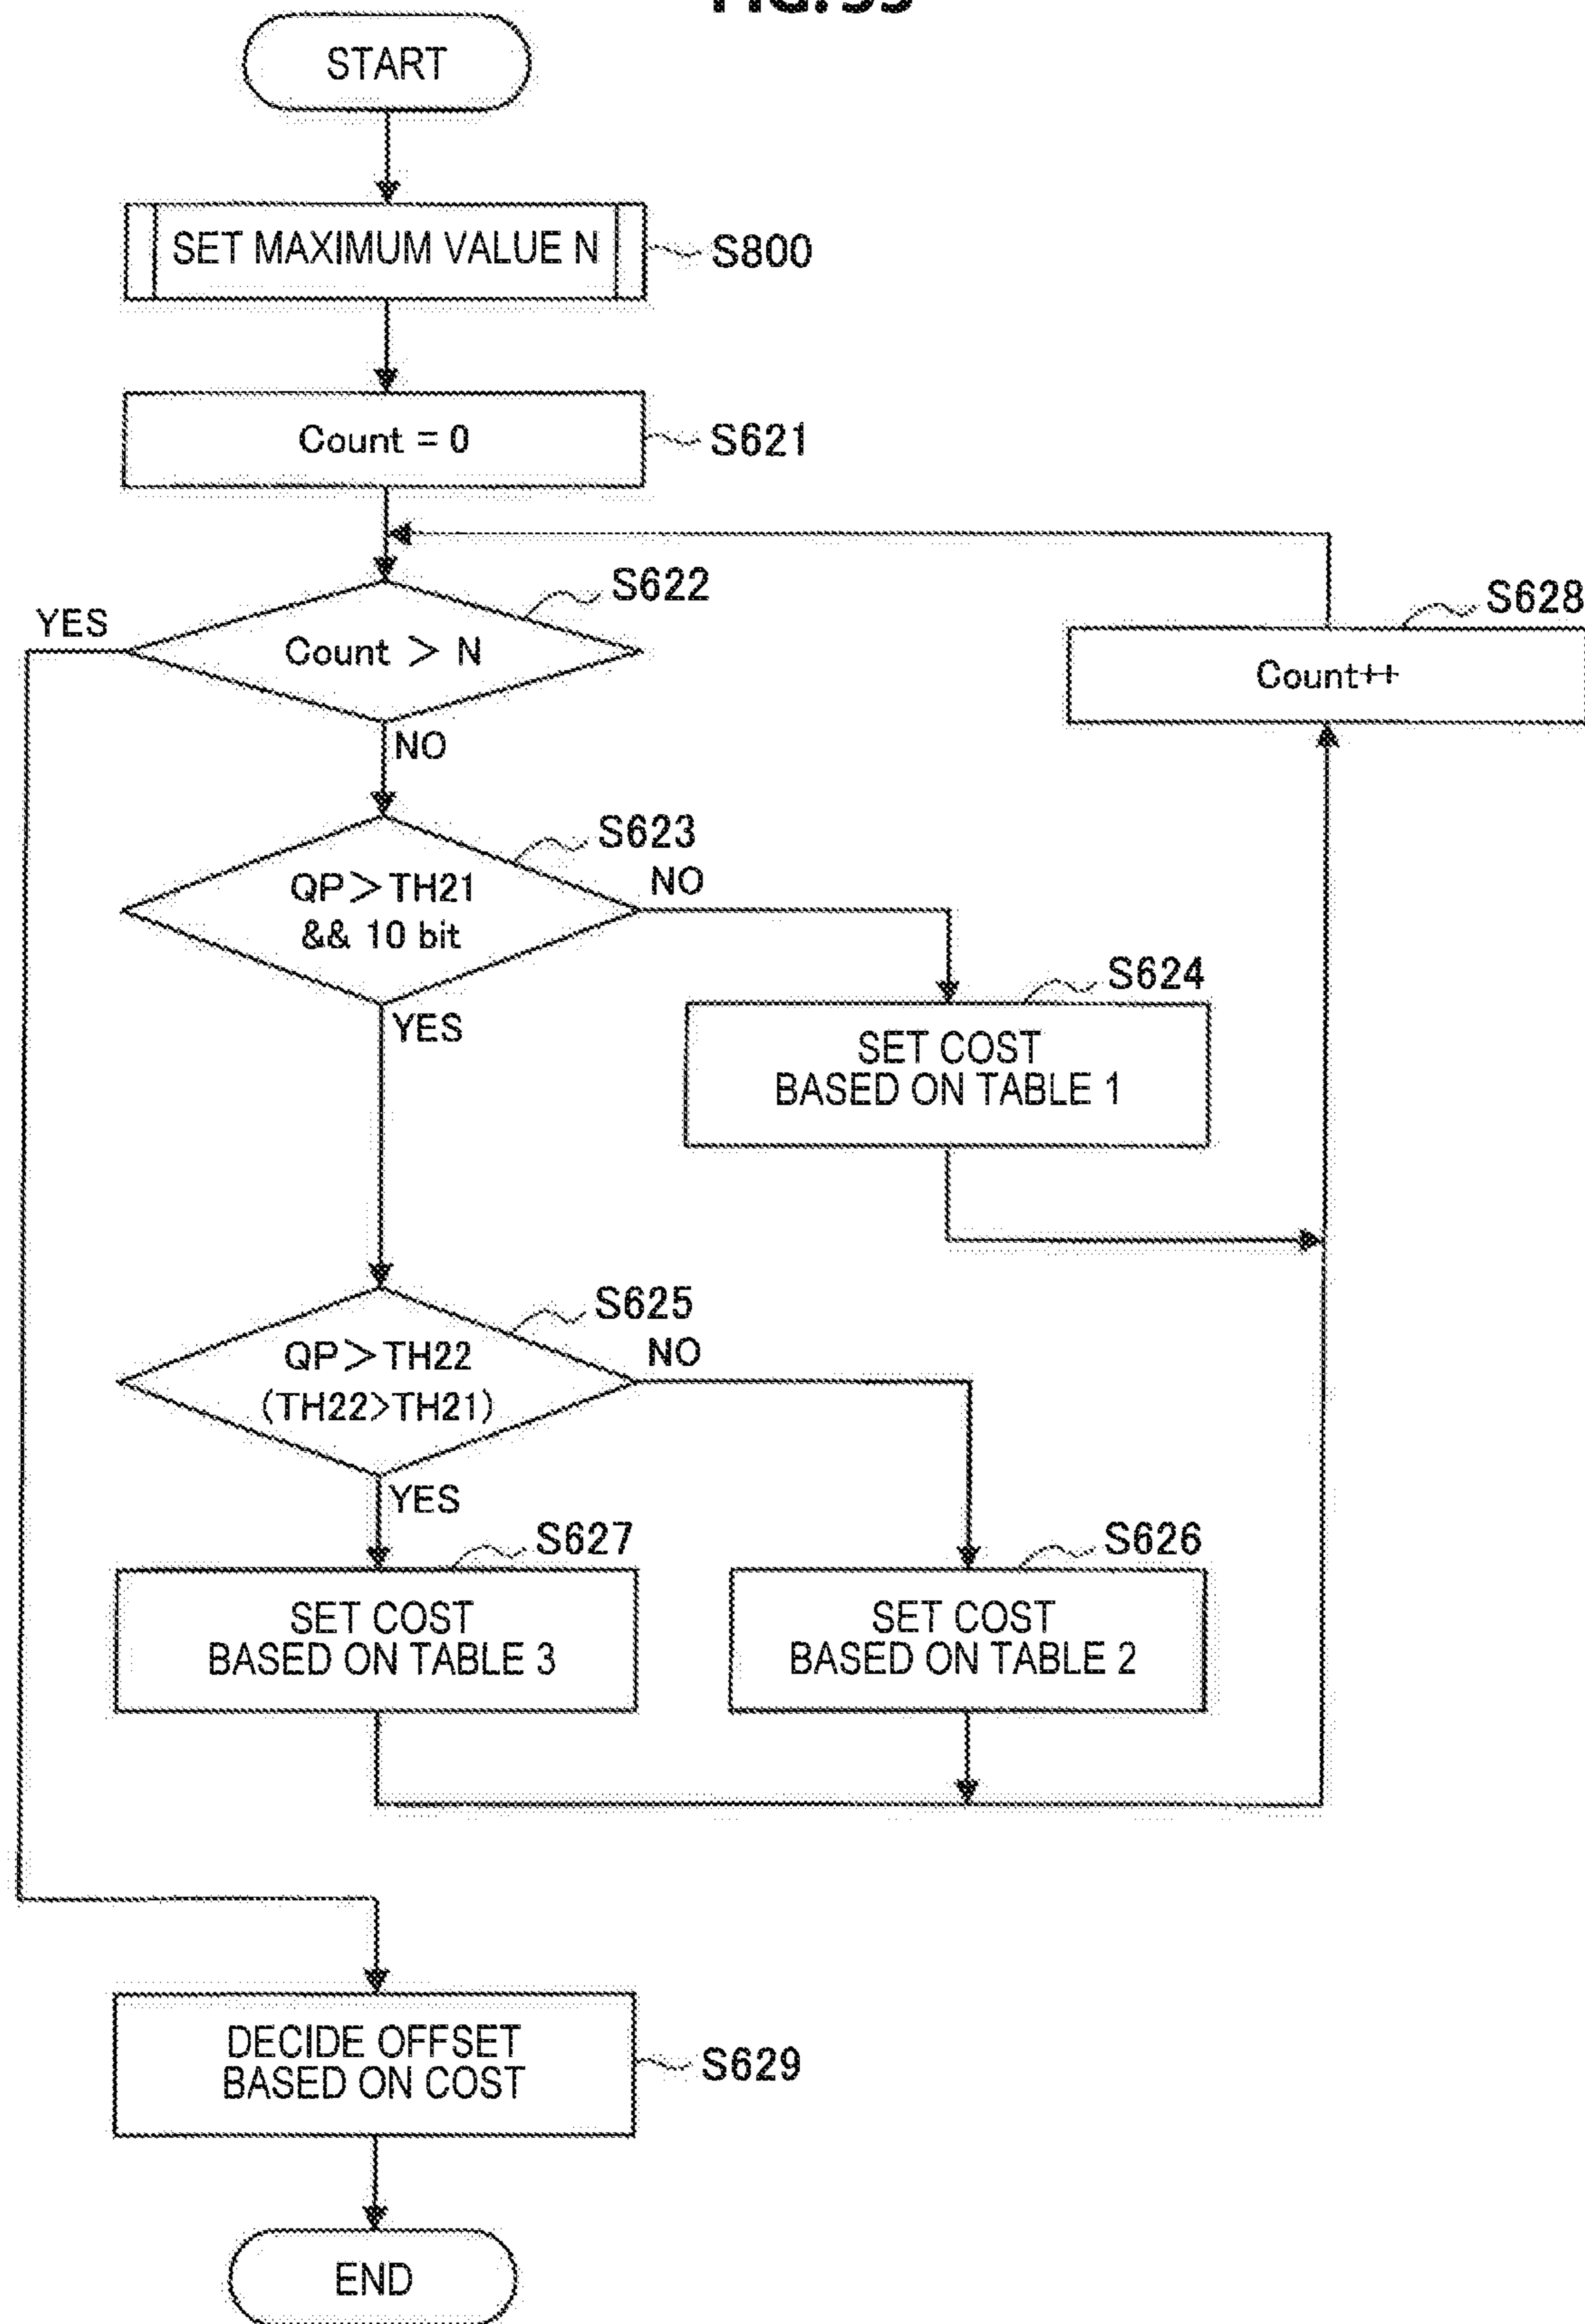 START
SET MAXIMUM VALUE N
S800
Count = 0
S621
S622
YES
Count > N
NO
S628
Count++
S623
QP > TH21
&& 10 bit
NO
YES
S624
SET COST
BASED ON TABLE 1
S625
QP > TH22
(TH22>TH21)
NO
YES
S627
SET COST
BASED ON TABLE 3
S626
SET COST
BASED ON TABLE 2
DECIDE OFFSET
BASED ON COST
S629
END